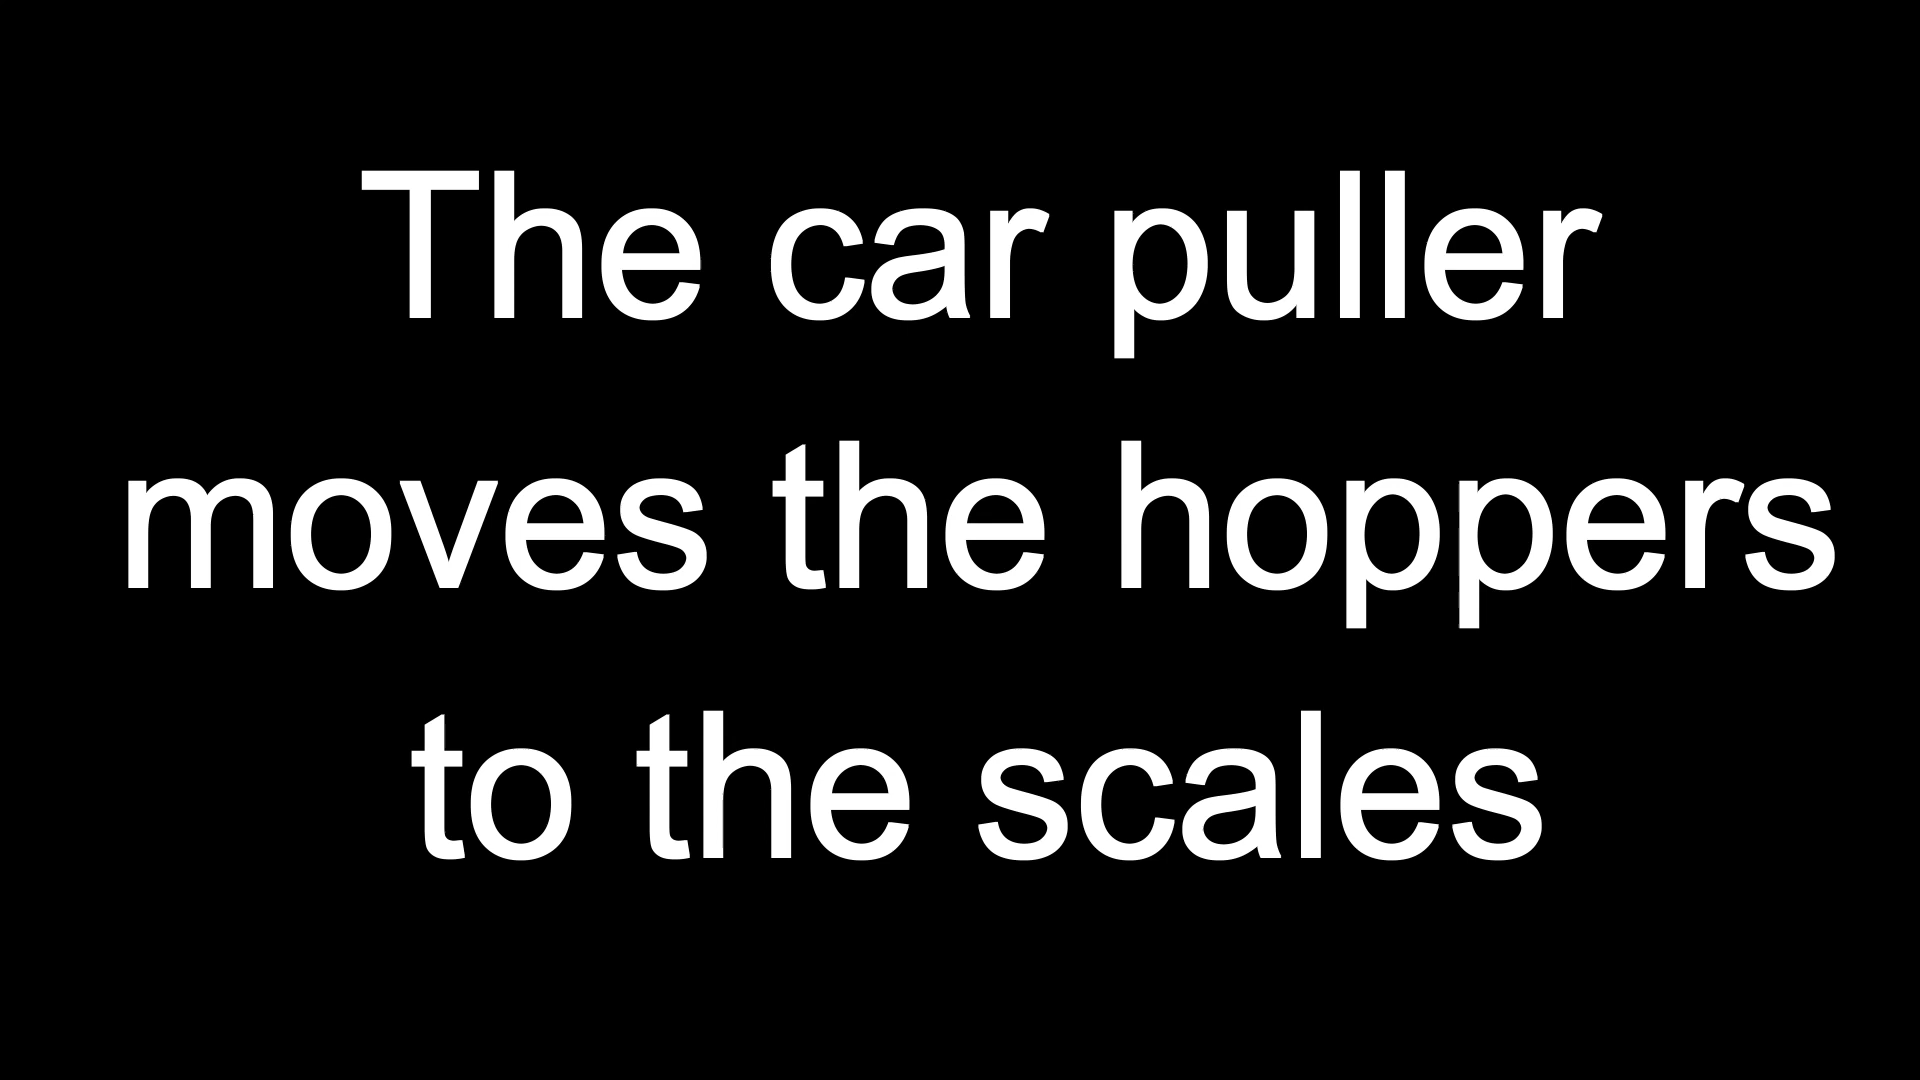 The car puller
moves the hoppers
to the scales